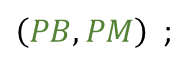 (PB, PM) ;